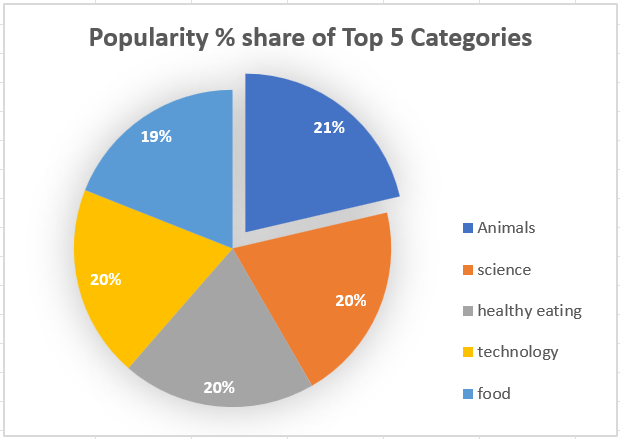 Popularity % share of Top 5 Categories
21%
19%
20%
20%
20%
Animals
science
healthy eating
technology
food